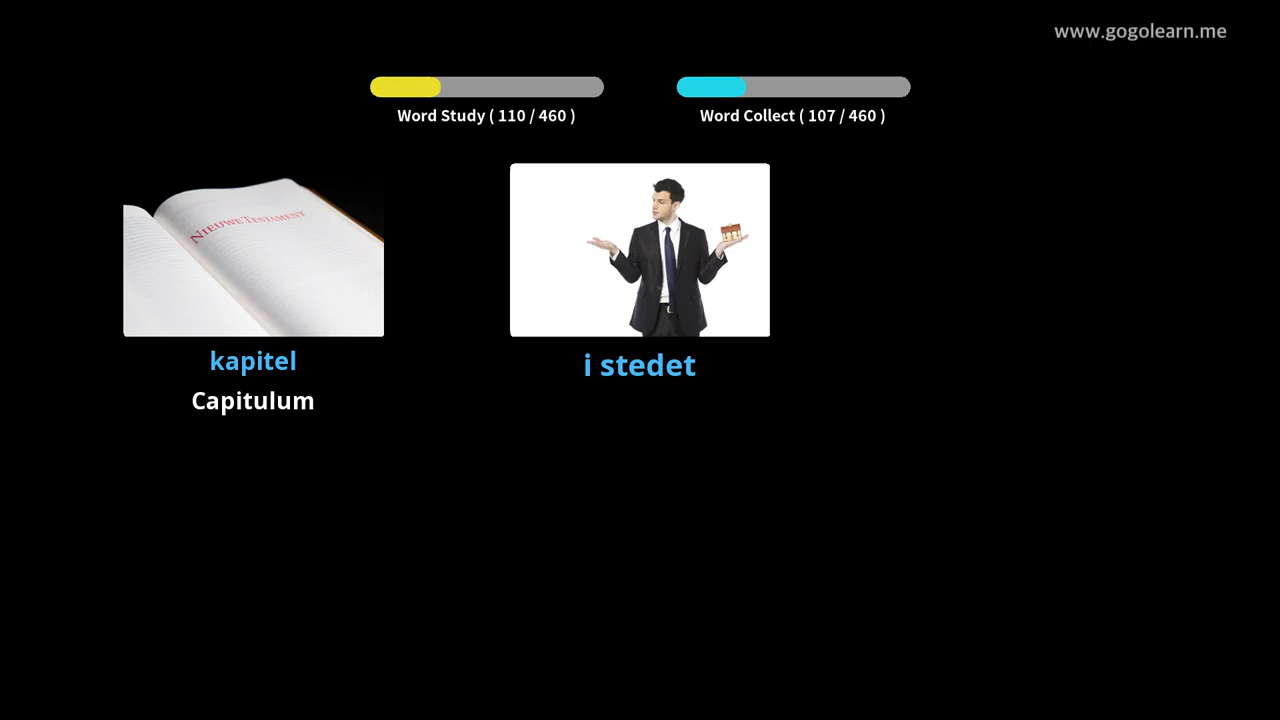 www.gogolearn.me
Word Study ( 110 / 460 )
Word Collect ( 107 / 460 )
NIEUWE TESTAMENT
kapitel
Capitulum
i stedet